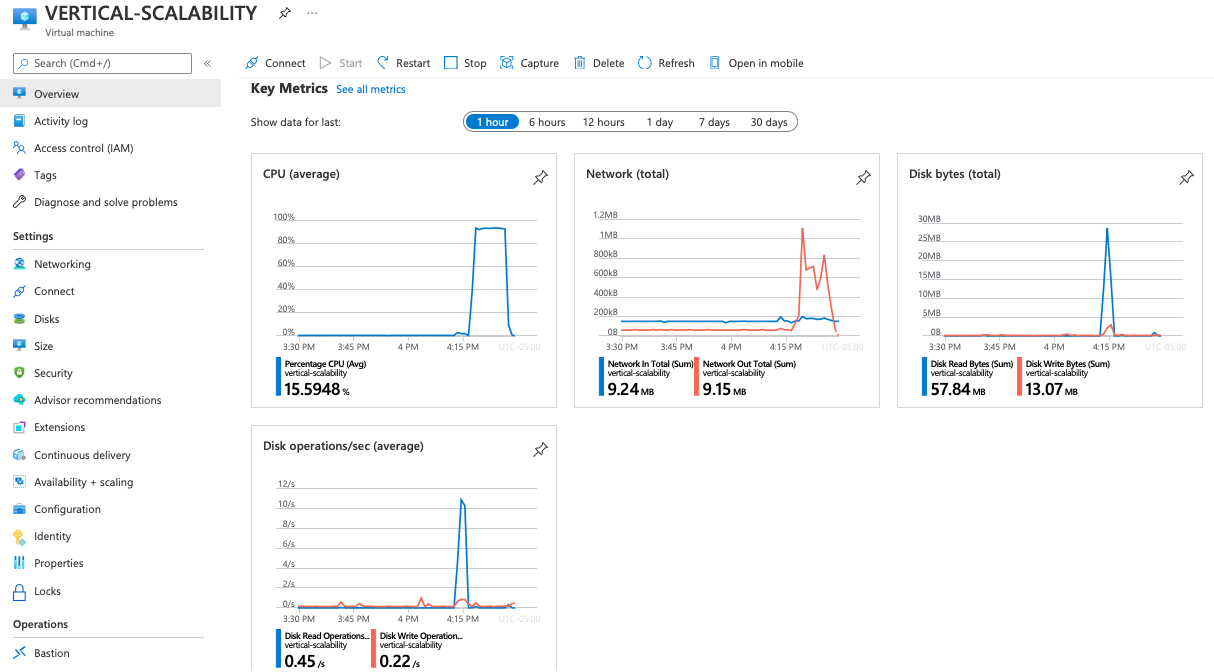 VERTICAL-SCALABILITY
Virtual machine
Search (Cmd+/)
«
Overview
Activity log
Access control (IAM)
Tags
Diagnose and solve problems
Settings
Networking
Connect
Disks
Size
Security
Advisor recommendations
Extensions
Continuous delivery
Availability + scaling
Configuration
Identity
Properties
Locks
Operations
Bastion
Connect Start Restart Stop Capture Delete Refresh Open in mobile
Key Metrics See all metrics
Show data for last: 1 hour 6 hours 12 hours 1 day 7 days 30 days
CPU (average)
100%
80%
60%
40%
20%
0%
3:30 PM 3:45 PM 4 PM 4:15 PM UTC-05:00
Percentage CPU (Avg)
vertical-scalability
15.5948 %
Network (total)
1.2MB
1MB
800kB
600kB
400kB
200kB
0B
3:30 PM 3:45 PM 4 PM 4:15 PM UTC-05:00
Network In Total (Sum) Network Out Total (Sum)
vertical-scalability vertical-scalability
9.24 MB 9.15 MB
Disk bytes (total)
30MB
25MB
20MB
15MB
10MB
5MB
0B
3:30 PM 3:45 PM 4 PM 4:15 PM UTC-05:00
Disk Read Bytes (Sum) Disk Write Bytes (Sum)
vertical-scalability vertical-scalability
57.84 MB 13.07 MB
Disk operations/sec (average)
12/s
10/s
8/s
6/s
4/s
2/s
0/s
3:30 PM 3:45 PM 4 PM 4:15 PM UTC-05:00
Disk Read Operations... Disk Write Operation...
vertical-scalability vertical-scalability
0.45 /s 0.22 /s